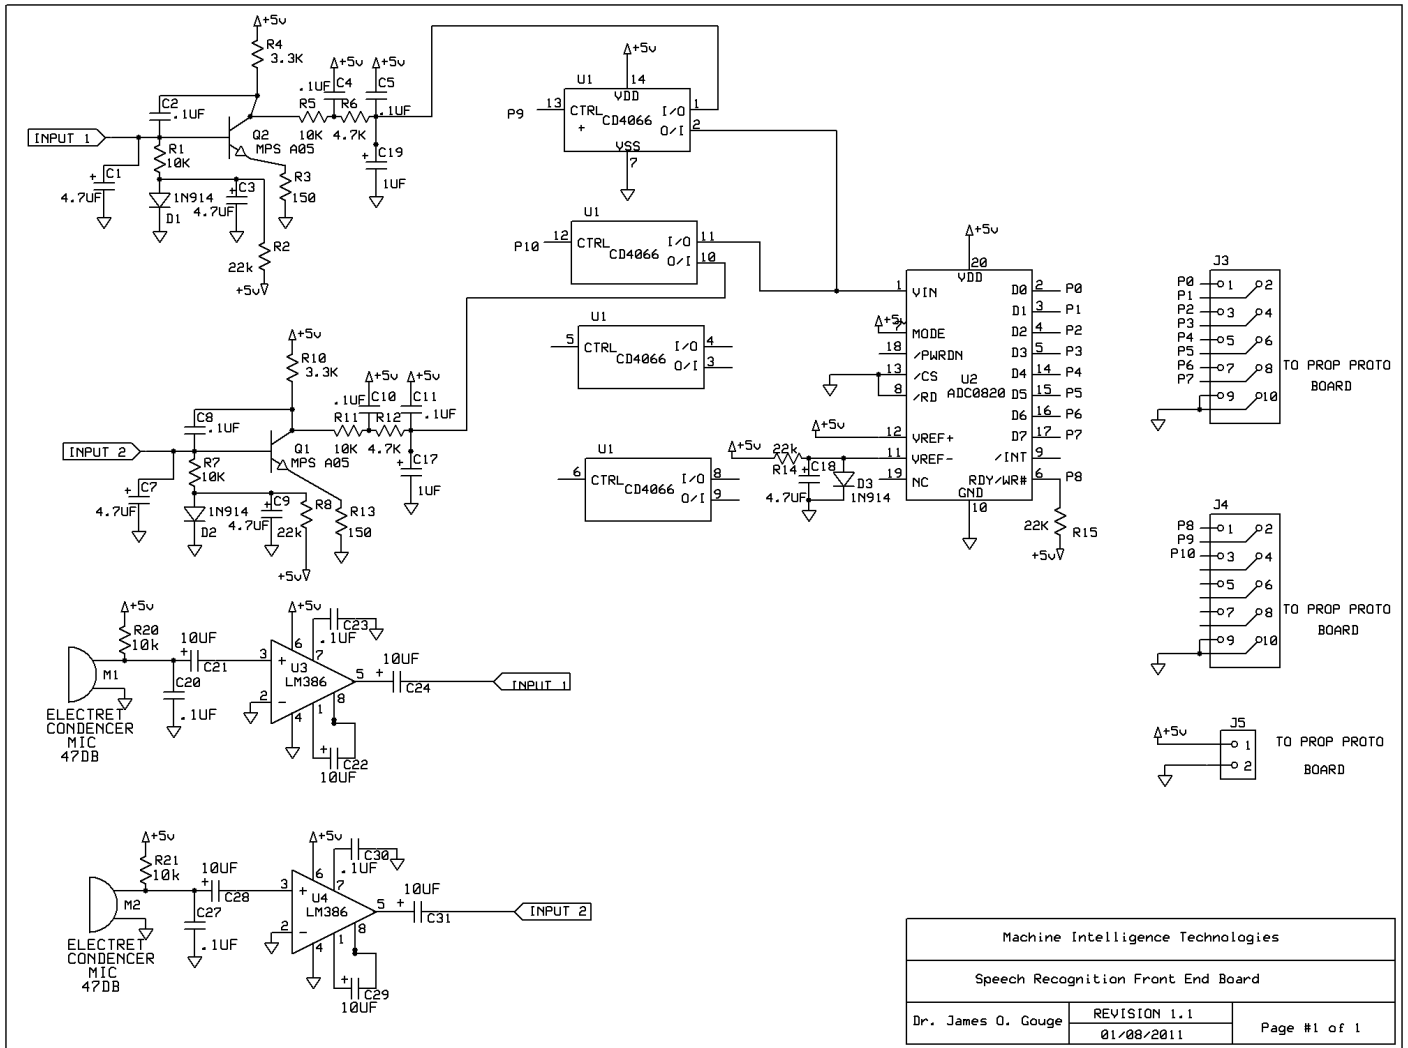 +5v
R4
3.3K
C2
.1UF
INPUT 1
R1
10K
C1
4.7UF
1N914
D1
C3
4.7UF
Q2
MPS A05
R3
150
R2
22k
+5v
R5
10K
+5v
.1UF C4
R6
4.7K
+5v
C5
.1UF
C19
1UF
P9
13
U1
CTRL
+
+5v
14
VDD
CD4066
I/O
O/I
1
2
VSS
7
U1
P10
12
CTRL
CD4066
I/O
O/I
11
10
U1
5
CTRL
CD4066
I/O
O/I
4
3
U1
6
CTRL
CD4066
I/O
O/I
8
9
+5v
R10
3.3K
C8
.1UF
INPUT 2
R7
10K
C7
4.7UF
1N914
D2
C9
4.7UF
Q1
MPS A05
R8
22k
+5v
R13
150
R11
10K
+5v
.1UF C10
R12
4.7K
+5v
C11
.1UF
C17
1UF
+5v
20
VDD
1 VIN
+5v
7 MODE
18 /PWRDN
13 /CS
8 /RD
U2
ADC0820
+5v
12 VREF+
11 VREF-
19 NC
GND
10
D0 2 P0
D1 3 P1
D2 4 P2
D3 5 P3
D4 14 P4
D5 15 P5
D6 16 P6
D7 17 P7
/INT 9
RDY/WR# 6 P8
22K
R15
+5v
+5v
22k
R14
C18
4.7UF
D3
1N914
J3
P0 1 2
P1
P2 3 4
P3
P4 5 6
P5
P6 7 8
P7
9 10
TO PROP PROTO
BOARD
J4
P8 1 2
P9
P10 3 4
5 6
7 8
9 10
TO PROP PROTO
BOARD
J5
+5v
1
2
TO PROP PROTO
BOARD
+5v
R20
10k
M1
ELECTRET
CONDENCER
MIC
47DB
10UF
C21
C20
.1UF
+5v
6
7
C23
.1UF
3
+
U3
LM386
2
-
4
1
8
5
C22
10UF
10UF
C24
INPUT 1
+5v
R21
10k
M2
ELECTRET
CONDENCER
MIC
47DB
10UF
C28
C27
.1UF
+5v
6
7
C30
.1UF
3
+
U4
LM386
2
-
4
1
8
5
C29
10UF
10UF
C31
INPUT 2
Machine Intelligence Technologies
Speech Recognition Front End Board
Dr. James O. Gouge
REVISION 1.1
01/08/2011
Page #1 of 1